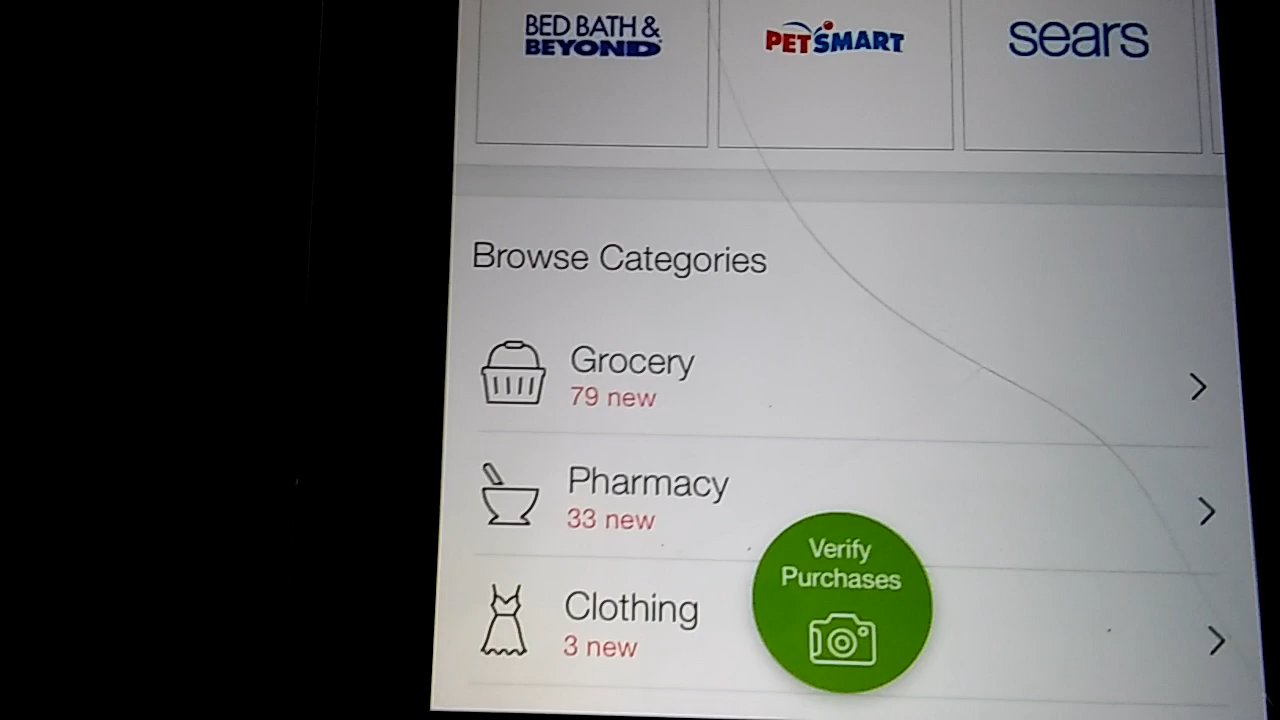 BED BATH &
BEYOND
PETSMART
sears
Browse Categories
Grocery
79 new
Pharmacy
33 new
Verify
Purchases
Clothing
3 new